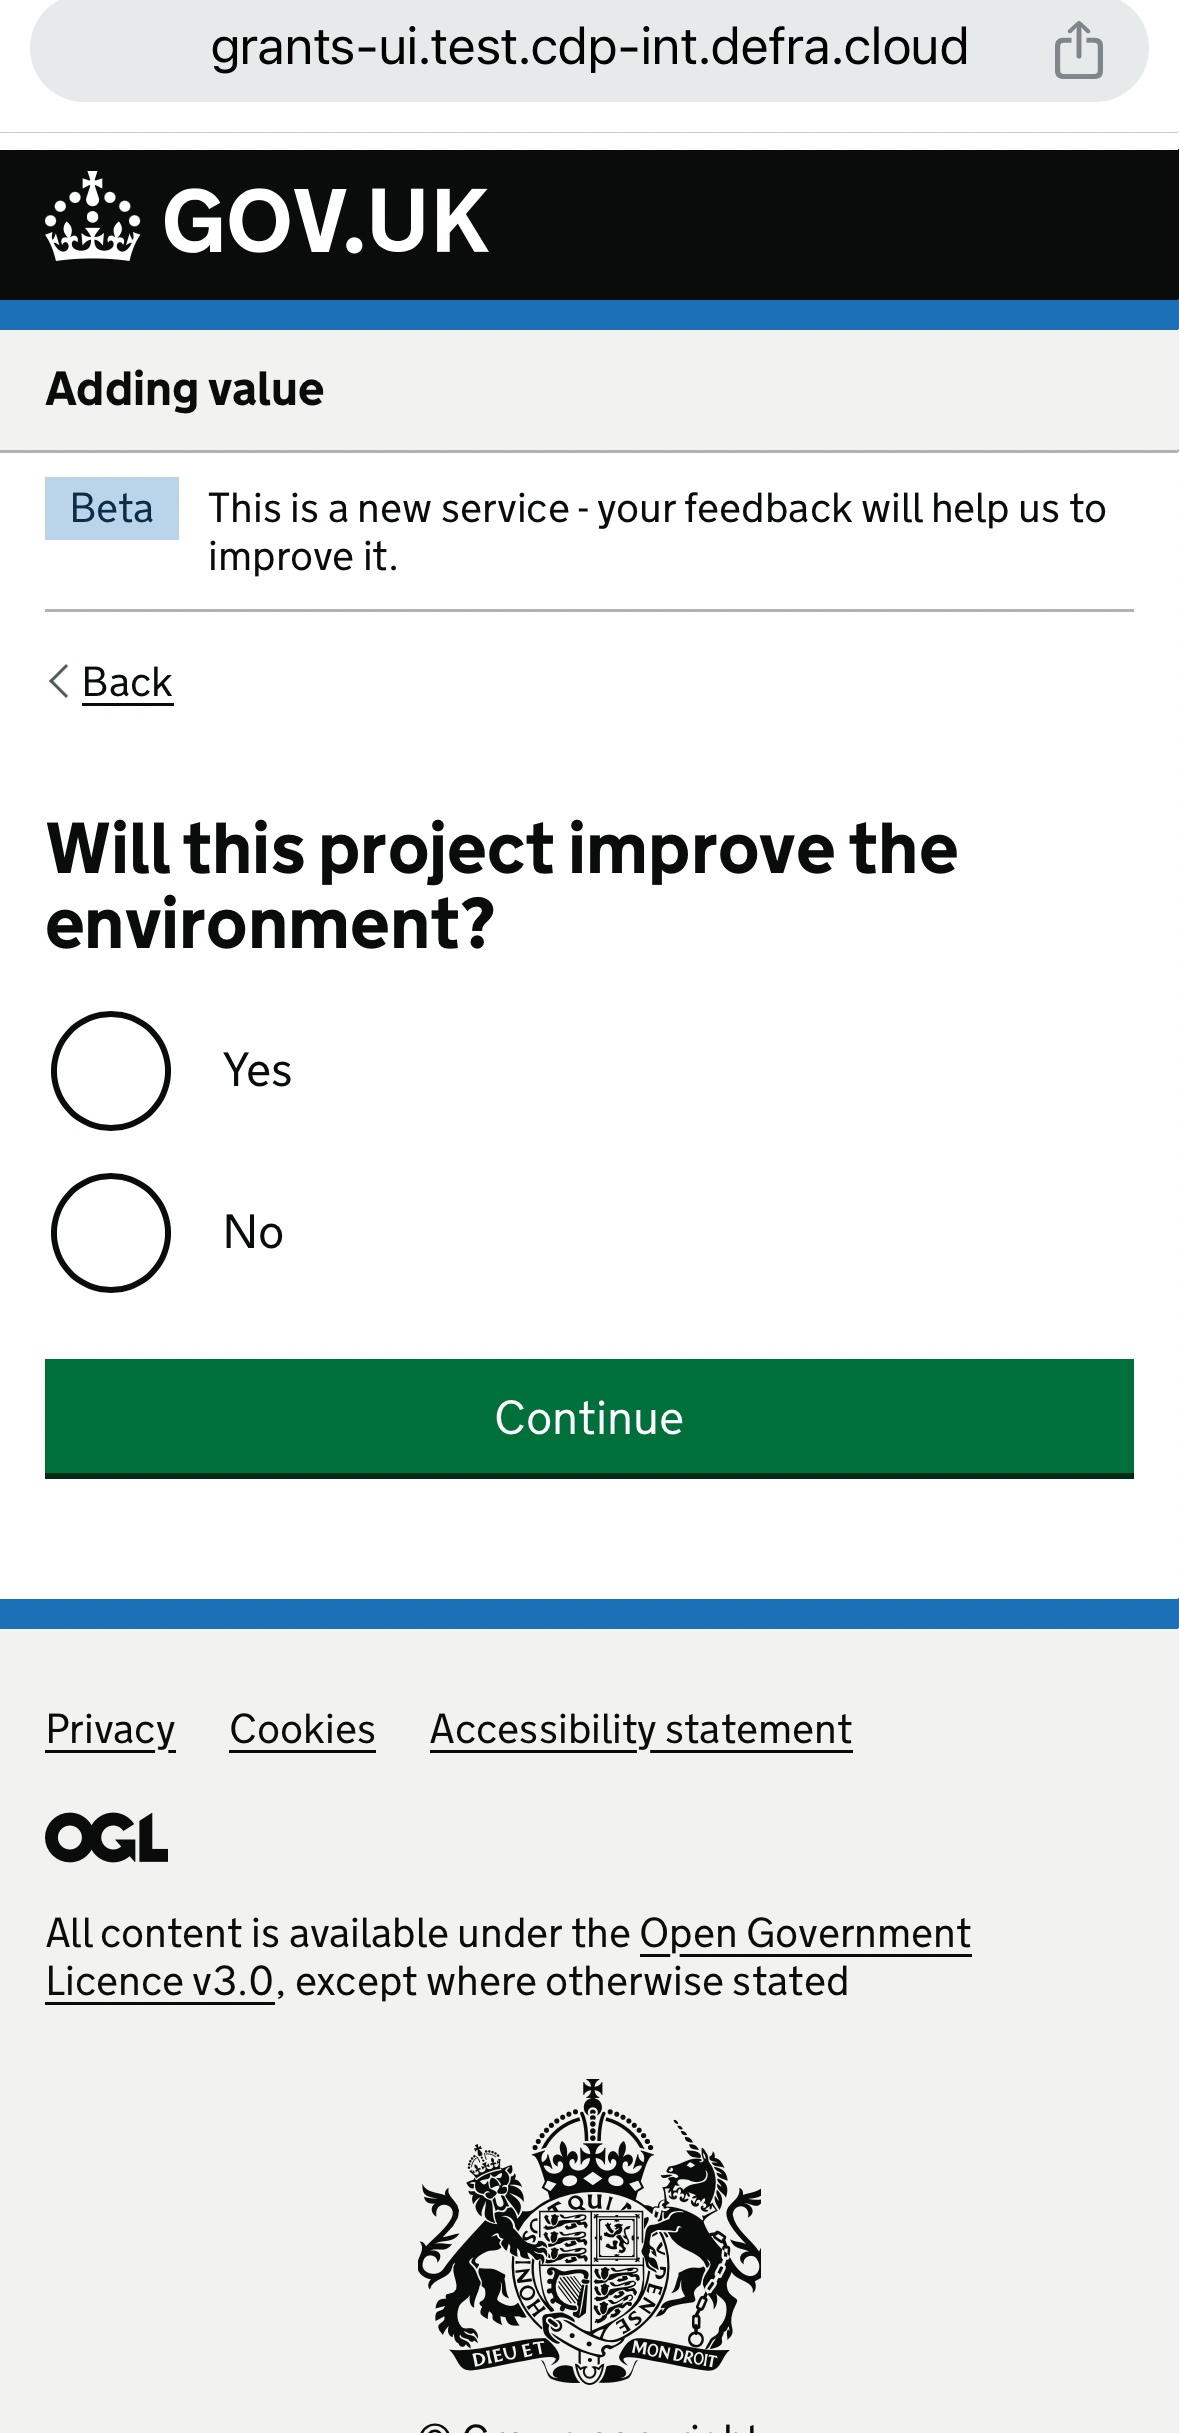 grants-ui.test.cdp-int.defra.cloud
GOV.UK
Adding value
Beta
This is a new service - your feedback will help us to
improve it.
Back
Will this project improve the
environment?
Yes
No
Continue
Privacy Cookies Accessibility statement
OGL
All content is available under the Open Government
Licence v3.0, except where otherwise stated
QUI
HONI
PENSE
DIEU ET MON DROIT